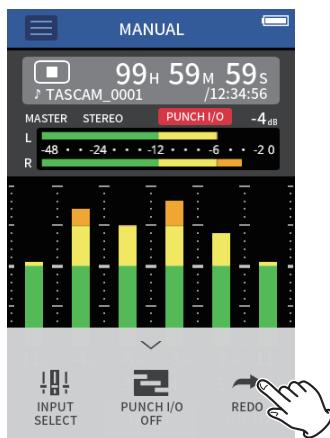 MANUAL
99H 59M 59S
♪ TASCAM_0001 /12:34:56
MASTER STEREO PUNCH I/O -4dB
L
-48 • • -24 • • • -12 • • • -6 • • -2 0
R
INPUT SELECT
PUNCH I/O OFF
REDO